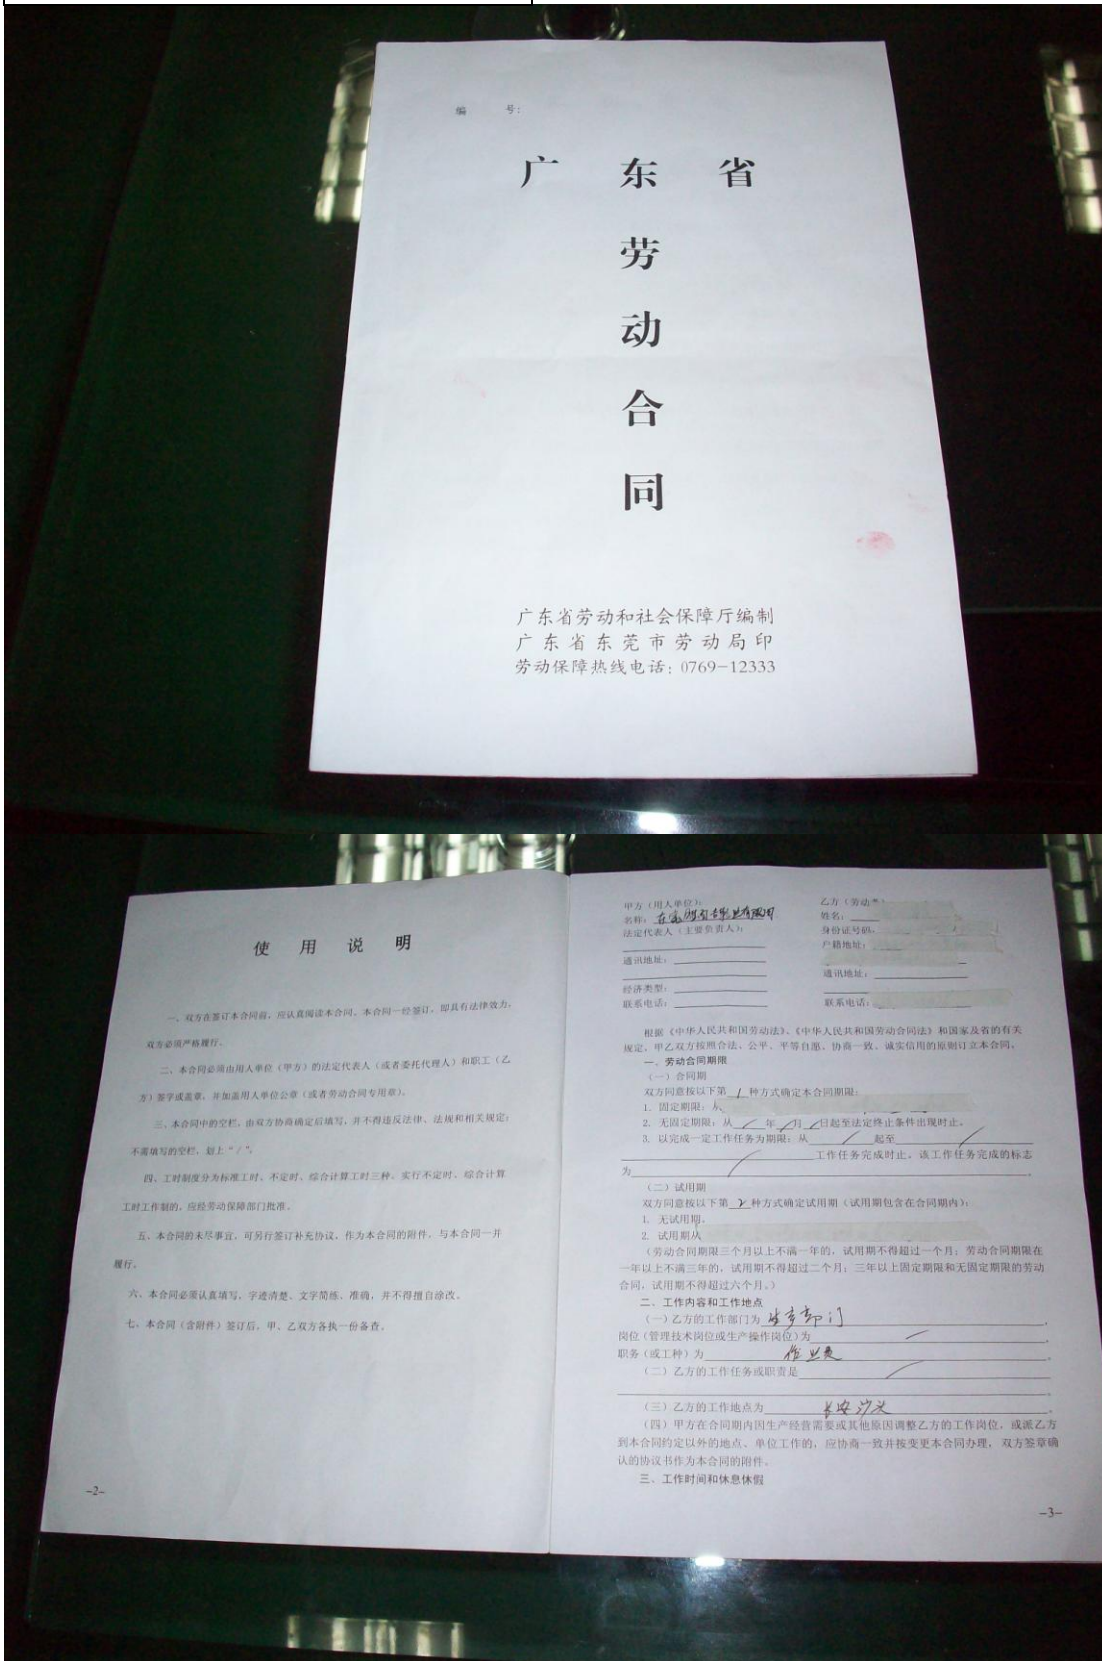 编 号:
广 东 省
劳
动
合
同
广东省劳动和社会保障厅编制
广东省东莞市劳动局印
劳动保障热线电话：0769-12333
使 用 说 明
一、双方在签订本合同前，应认真阅读本合同。本合同一经签订，即具有法律效力，
双方必须严格履行。
二、本合同必须由用人单位（甲方）的法定代表人（或者委托代理人）和职工（乙
方）签字或盖章，并加盖用人单位公章（或者劳动合同专用章）。
三、本合同中的空栏，由双方协商确定后填写，并不得违反法律、法规和相关规定；
不需填写的空栏，划上“/”。
四、工时制度分为标准工时、不定时、综合计算工时三种。实行不定时、综合计算
工时工作制的，应经劳动保障部门批准。
五、本合同的未尽事宜，可另行签订补充协议，作为本合同的附件，与本合同一并
履行。
六、本合同必须认真填写，字迹清楚、文字简练、准确，并不得擅自涂改。
七、本合同（含附件）签订后，甲、乙双方各执一份备查。
-2-
甲方（用人单位）：
名称：
法定代表人（主要负责人）：
通讯地址：
经济类型：
联系电话：
乙方（劳动
姓名：
身份证号码
户籍地址：
通讯地址：
联系电话：
根据《中华人民共和国劳动法》、《中华人民共和国劳动合同法》和国家及省的有关
规定，甲乙双方按照合法、公平、平等自愿、协商一致、诚实信用的原则订立本合同。
一、劳动合同期限
（一）合同期
双方同意按以下第 1 种方式确定本合同期限：
1. 固定期限：从
2. 无固定期限：从 / 年 / 月 / 日起至法定终止条件出现时止。
3. 以完成一定工作任务为期限：从 / 起至 /
/ 工作任务完成时止，该工作任务完成的标志
为 。
（二）试用期
双方同意按以下第 2 种方式确定试用期（试用期包含在合同期内）：
1. 无试用期。
2. 试用期从
（劳动合同期限三个月以上不满一年的，试用期不得超过一个月；劳动合同期限在
一年以上不满三年的，试用期不得超过二个月；三年以上固定期限和无固定期限的劳动
合同，试用期不得超过六个月。）
二、工作内容和工作地点
（一）乙方的工作部门为 生产部门 ，
岗位（管理技术岗位或生产操作岗位）为 / ，
职务（或工种）为 作业员 。
（二）乙方的工作任务或职责是 /
。
（三）乙方的工作地点为 长安沙头 。
（四）甲方在合同期内因生产经营需要或其他原因调整乙方的工作岗位，或派乙方
到本合同约定以外的地点、单位工作的，应协商一致并按变更本合同办理，双方签章确
认的协议书作为本合同的附件。
三、工作时间和休息休假
-3-